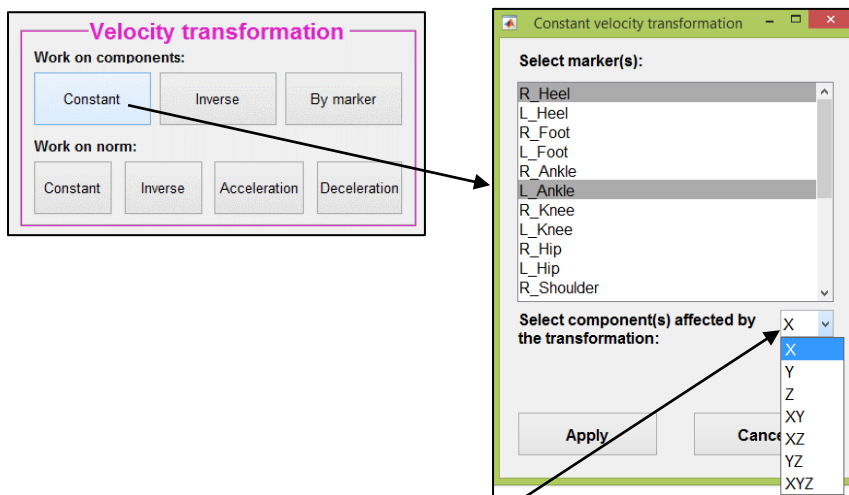 Velocity transformation
Work on components:
Constant Inverse By marker
Work on norm:
Constant Inverse Acceleration Deceleration
Constant velocity transformation
Select marker(s):
R_Heel
L_Heel
R_Foot
L_Foot
R_Ankle
L_Ankle
R_Knee
L_Knee
R_Hip
L_Hip
R_Shoulder
Select component(s) affected by
the transformation:
X
X
Y
Z
XY
XZ
YZ
XYZ
Apply